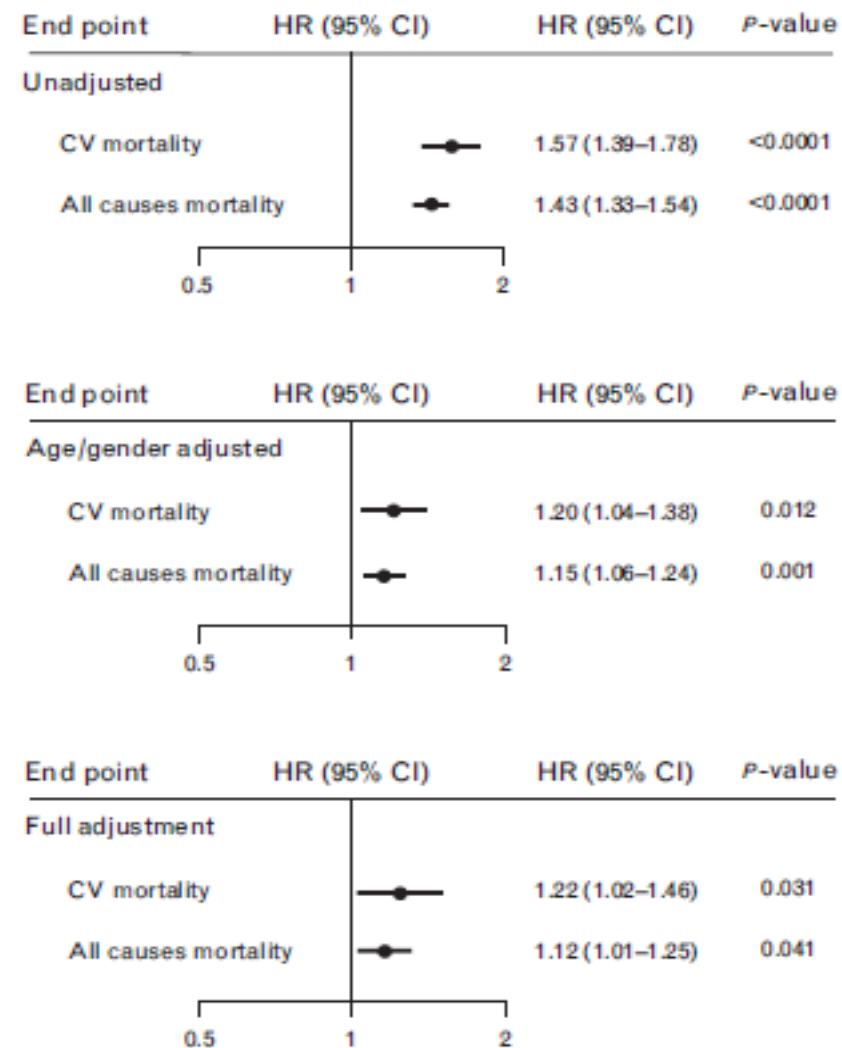 End point HR (95% CI) HR (95% CI) P-value
Unadjusted
CV mortality 1.57 (1.39–1.78) <0.0001
All causes mortality 1.43 (1.33–1.54) <0.0001
0.5 1 2
End point HR (95% CI) HR (95% CI) P-value
Age/gender adjusted
CV mortality 1.20 (1.04–1.38) 0.012
All causes mortality 1.15 (1.06–1.24) 0.001
0.5 1 2
End point HR (95% CI) HR (95% CI) P-value
Full adjustment
CV mortality 1.22 (1.02–1.46) 0.031
All causes mortality 1.12 (1.01–1.25) 0.041
0.5 1 2